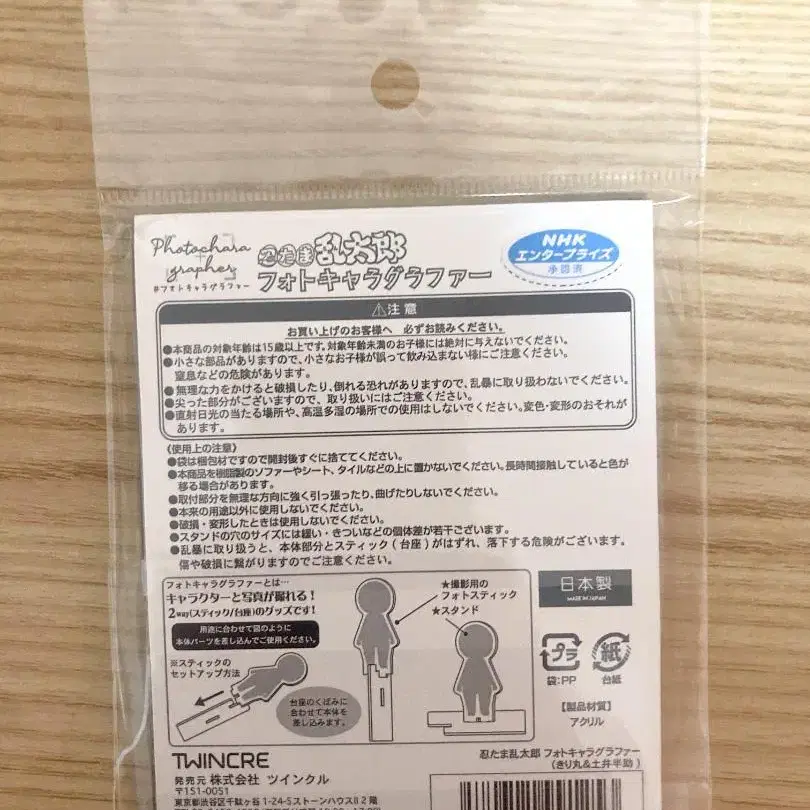 Photochara
grapher
#フォトキャラグラファー
忍たま乱太郎
フォトキャラグラファー
NHK
エンタープライズ
承認済
⚠注意
お買い上げのお客様へ 必ずお読みください。
●本商品の対象年齢は15歳以上です。対象年齢未満のお子様には絶対に与えないでください。
●小さな部品がありますので、小さなお子様が誤って飲み込まない様にご注意ください。
窒息などの危険があります。
●無理な力をかけると破損したり、倒れる恐れがありますので、乱暴に取り扱わないでください。
●尖った部分がございますので、取り扱いにはご注意ください。
●直射日光の当たる場所や、高温多湿の場所での使用はしないでください。変色・変形のおそれが
あります。
《使用上の注意》
●袋は梱包材ですので開封後すぐに捨ててください。
●本商品を樹脂製のソファーやシート、タイルなどの上に置かないでください。長時間接触していると色が
移る場合があります。
●取付部分を無理な方向に強く引っ張ったり、曲げたりしないでください。
●本来の用途以外に使用しないでください。
●破損・変形したときは使用しないでください。
●スタンドの穴のサイズには緩い・きついなどの個体差が若干ございます。
●乱暴に取り扱うと、本体部分とスティック(台座)がはずれ、落下する危険がございます。
傷や破損に繋がりますのでご注意ください。
フォトキャラグラファーとは…
キャラクターと写真が撮れる!
2way(スティック/台座)のグッズです!
用途に合わせて図のように
本体パーツを差し込んでご使用ください。
※スティックの
セットアップ方法
台座のくぼみに
合わせて本体を
差し込みます。
★撮影用の
フォトスティック
★スタンド
日本製
MADE IN JAPAN
プラ
袋:PP
紙
台紙
【製品材質】
アクリル
TWINCRE
発売元 株式会社 ツインクル
〒151-0051
東京都渋谷区千駄ヶ谷 1-24-5ストーンハウスⅡ 2階
忍たま乱太郎 フォトキャラグラファー
(きり丸&土井半助)